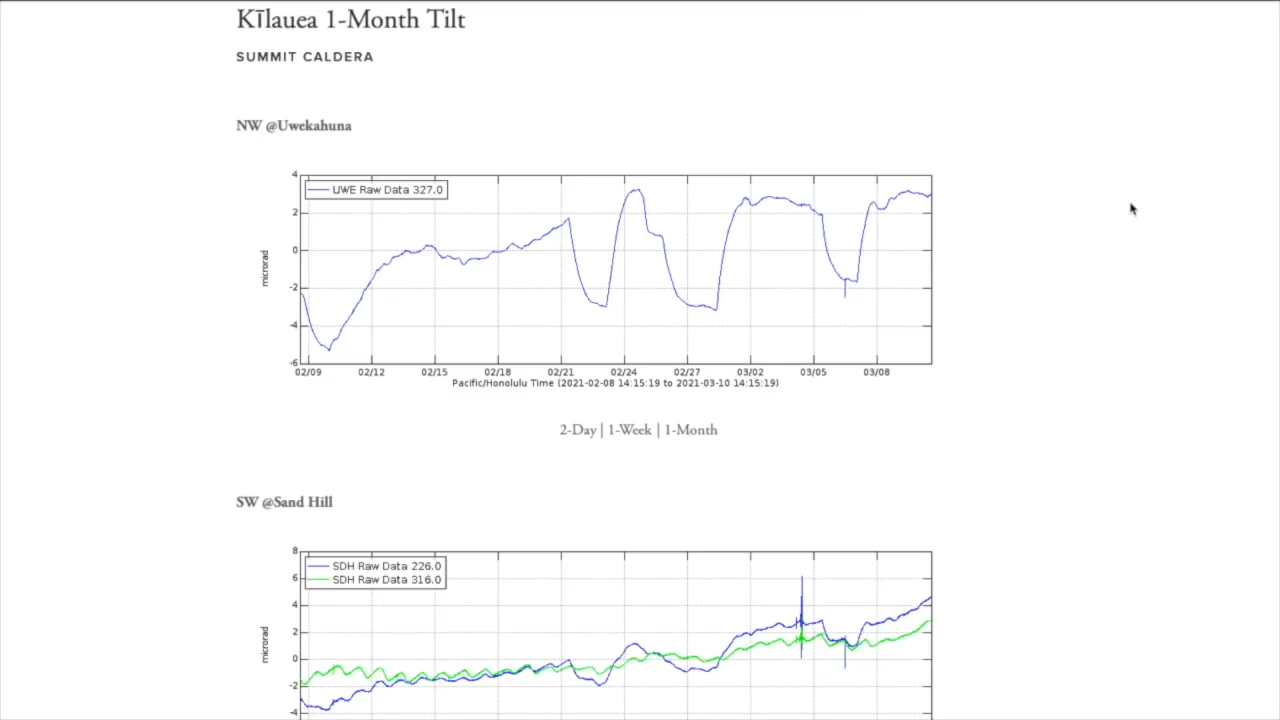 Kīlauea 1-Month Tilt
SUMMIT CALDERA
NW @Uwekahuna
4
2
0
-2
-4
-6
microrad
UWE Raw Data 327.0
02/09 02/12 02/15 02/18 02/21 02/24 02/27 03/02 03/05 03/08
Pacific/Honolulu Time (2021-02-08 14:15:19 to 2021-03-10 14:15:19)
2-Day | 1-Week | 1-Month
SW @Sand Hill
8
6
4
2
0
-2
-4
microrad
SDH Raw Data 226.0
SDH Raw Data 316.0